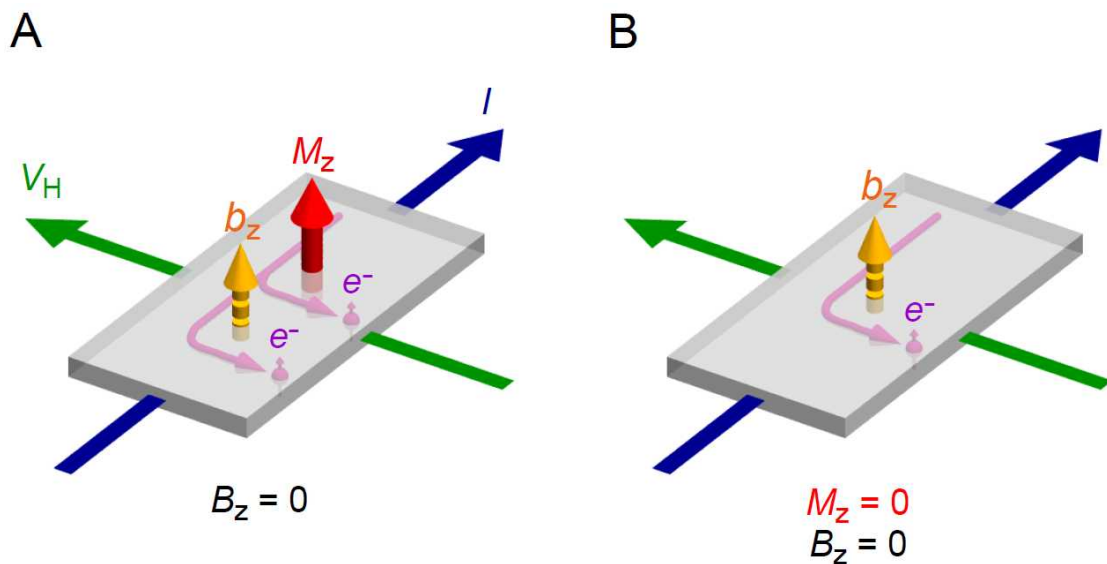 A
B
I
M_z
V_H
b_z
b_z
e⁻
e⁻
e⁻
B_z = 0
M_z = 0
B_z = 0